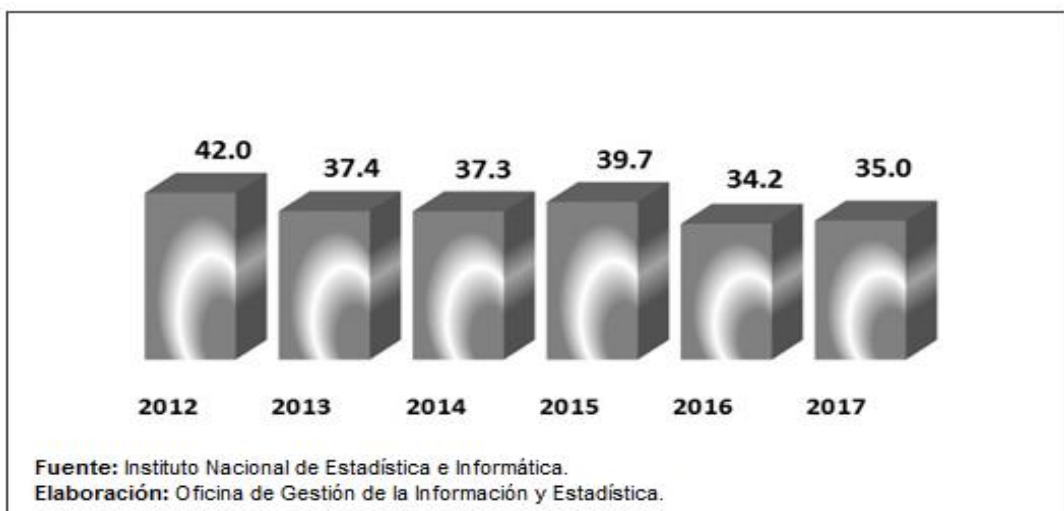 42.0 37.4 37.3 39.7 34.2 35.0
2012 2013 2014 2015 2016 2017
Fuente: Instituto Nacional de Estadística e Informática.
Elaboración: Oficina de Gestión de la Información y Estadística.